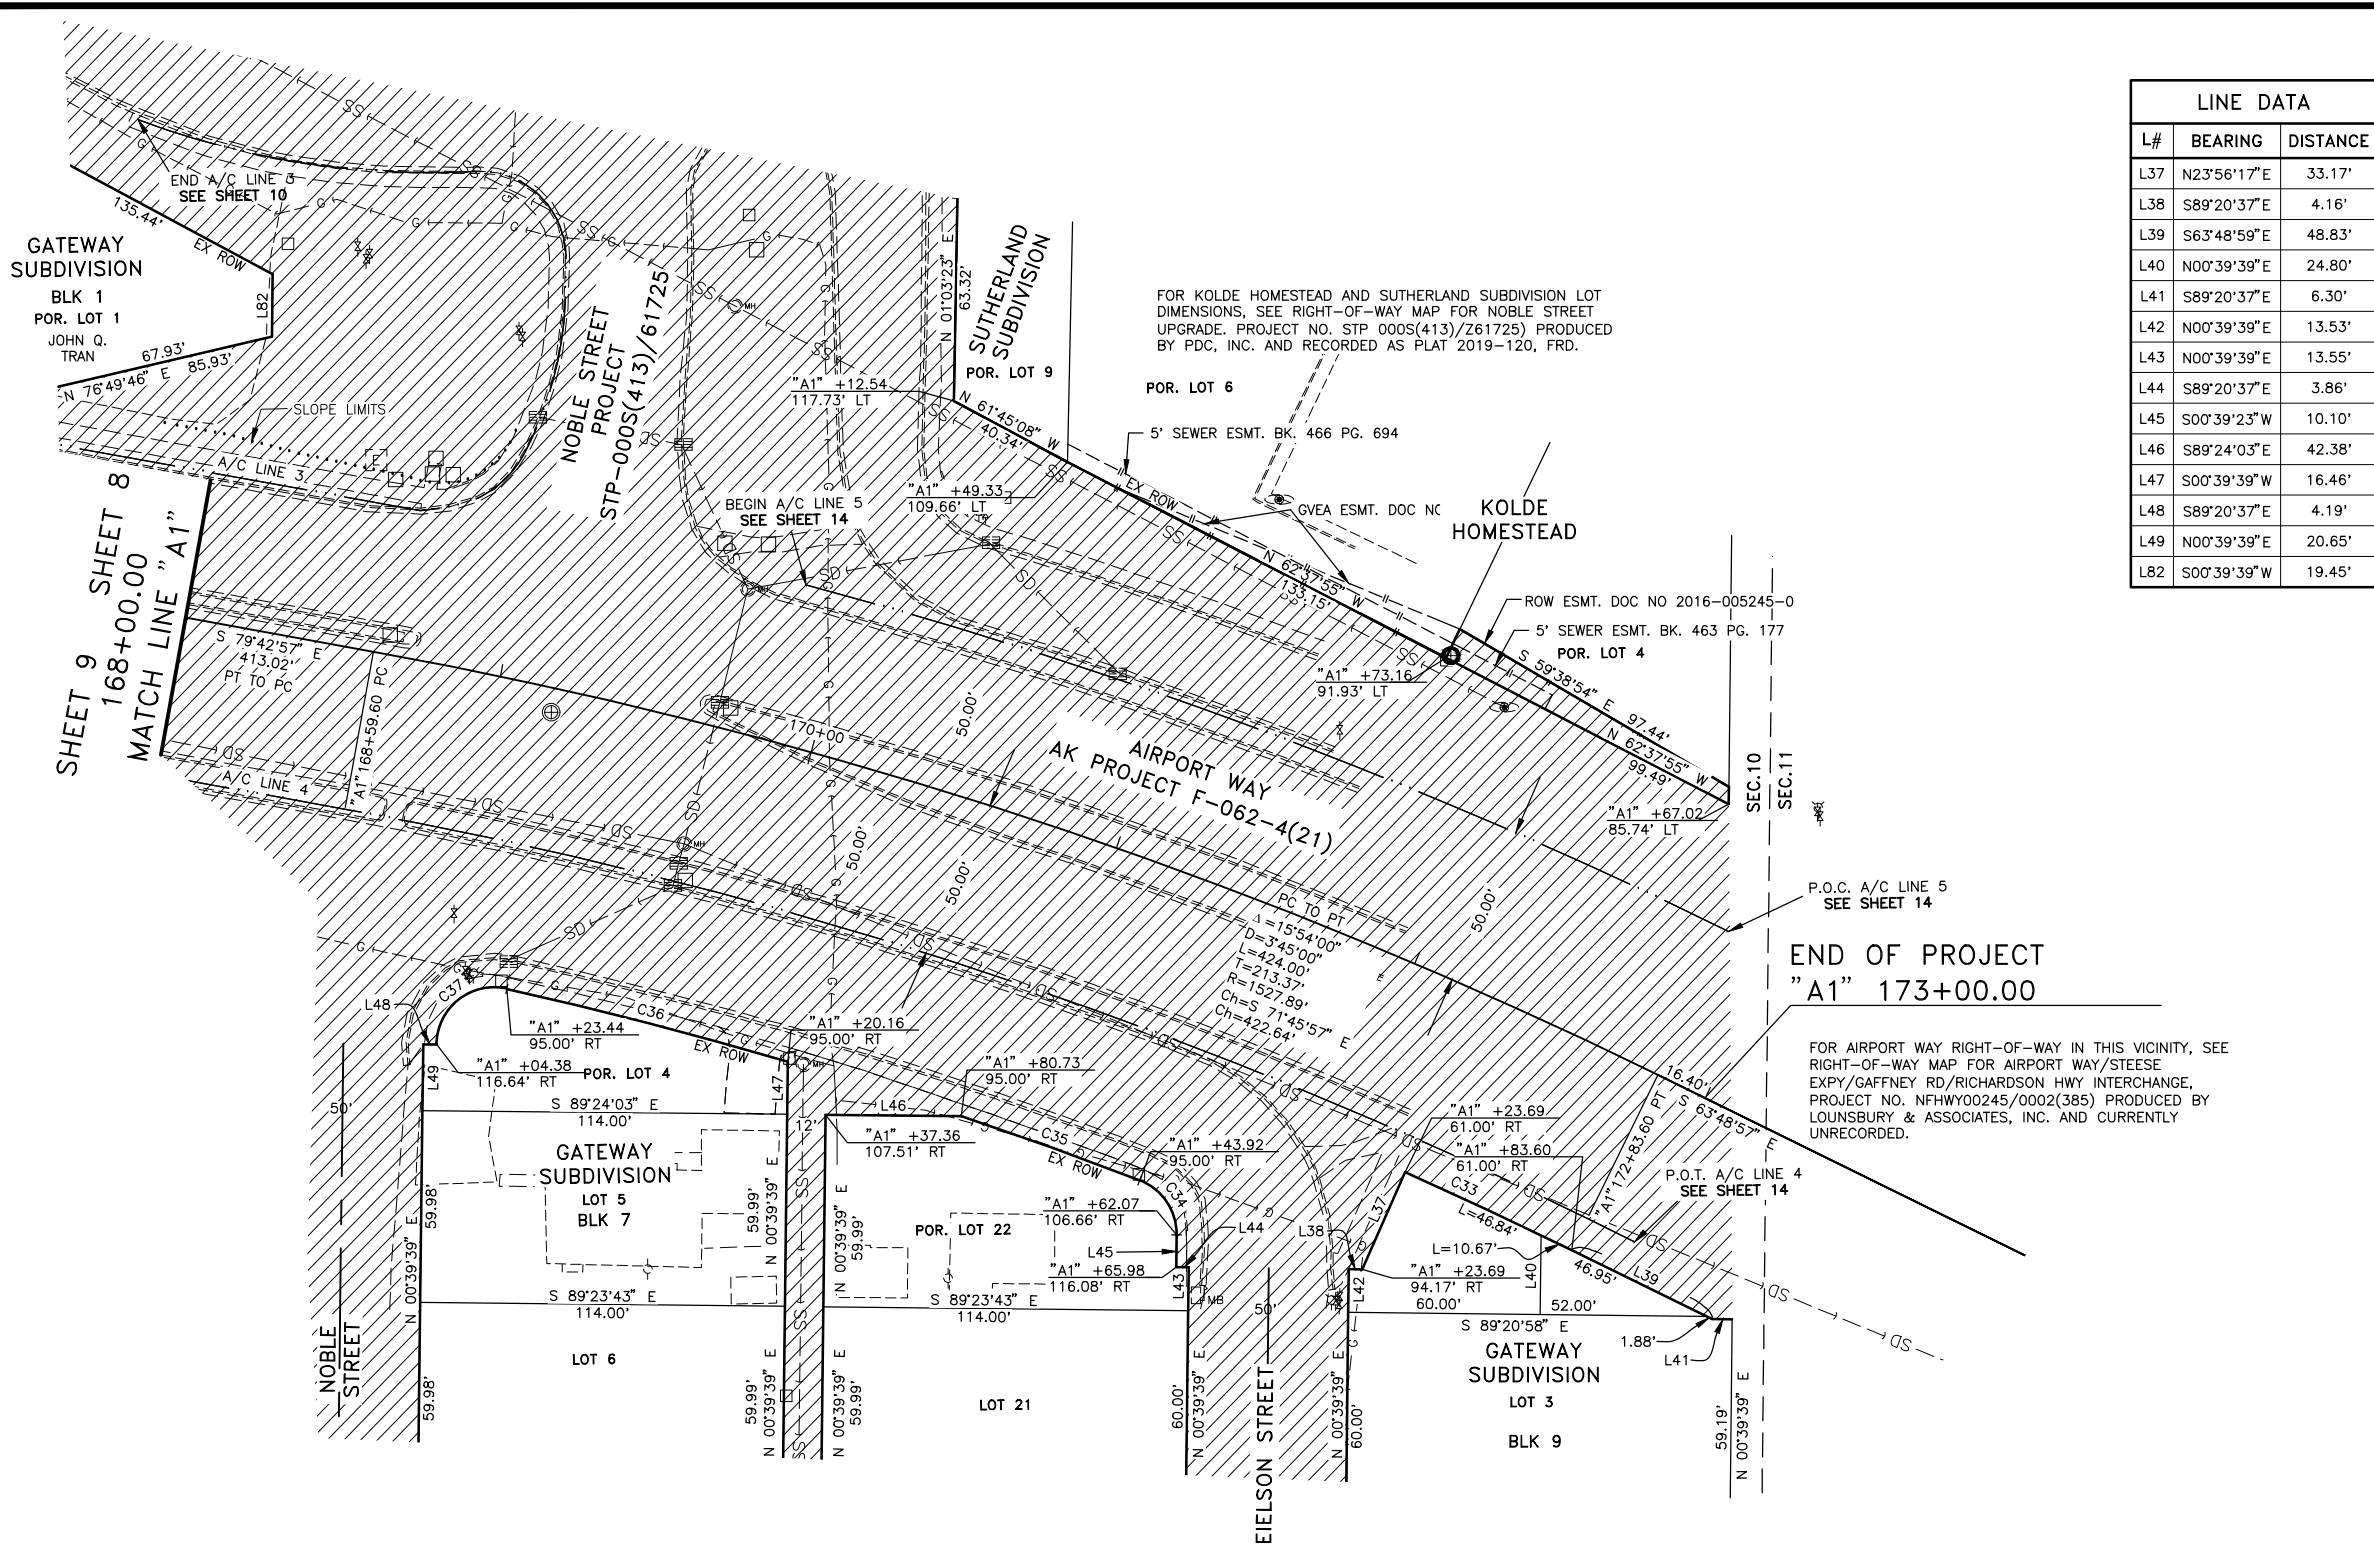 LINE DATA
L# BEARING DISTANCE
L37 N23°56'17"E 33.17'
L38 S89°20'37"E 4.16'
L39 S63°48'59"E 48.83'
L40 N00°39'39"E 24.80'
L41 S89°20'37"E 6.30'
L42 N00°39'39"E 13.53'
L43 N00°39'39"E 13.55'
L44 S89°20'37"E 3.86'
L45 S00°39'23"W 10.10'
L46 S89°24'03"E 42.38'
L47 S00°39'39"W 16.46'
L48 S89°20'37"E 4.19'
L49 N00°39'39"E 20.65'
L82 S00°39'39"W 19.45'
END A/C LINE 3
SEE SHEET 10
135.44'
EX ROW
GATEWAY
SUBDIVISION
BLK 1
POR. LOT 1
JOHN Q.
TRAN
L82
67.93'
N 76°49'46" E 85.93'
SLOPE LIMITS
A/C LINE 3
NOBLE STREET
PROJECT
STP-000S(413)/61725
N 01°03'23" E
63.32'
SUTHERLAND
SUBDIVISION
POR. LOT 9
FOR KOLDE HOMESTEAD AND SUTHERLAND SUBDIVISION LOT
DIMENSIONS, SEE RIGHT-OF-WAY MAP FOR NOBLE STREET
UPGRADE. PROJECT NO. STP 000S(413)/Z61725) PRODUCED
BY PDC, INC. AND RECORDED AS PLAT 2019-120, FRD.
POR. LOT 6
"A1" +12.54
117.73' LT
N 61°45'08" W
40.34'
5' SEWER ESMT. BK. 466 PG. 694
"A1" +49.33
109.66' LT
EX ROW
GVEA ESMT. DOC NO
KOLDE
HOMESTEAD
BEGIN A/C LINE 5
SEE SHEET 14
N 62°37'55" W
133.15'
ROW ESMT. DOC NO 2016-005245-0
5' SEWER ESMT. BK. 463 PG. 177
POR. LOT 4
S 59°38'54" E 97.44'
N 62°37'55" W
99.49'
"A1" +73.16
91.93' LT
"A1" +67.02
85.74' LT
SEC.10
SEC.11
SHEET 9 SHEET 8
168+00.00
MATCH LINE "A1"
S 79°42'57" E
413.02'
PT TO PC
"A1"168+59.60 PC
A/C LINE 4
170+00
50.00'
50.00'
50.00'
50.00'
AIRPORT WAY
AK PROJECT F-062-4(21)
PC TO PT
Δ=15°54'00"
D=3°45'00"
L=424.00'
T=213.37'
R=1527.89'
Ch=S 71°45'57" E
Ch=422.64'
P.O.C. A/C LINE 5
SEE SHEET 14
END OF PROJECT
"A1" 173+00.00
FOR AIRPORT WAY RIGHT-OF-WAY IN THIS VICINITY, SEE
RIGHT-OF-WAY MAP FOR AIRPORT WAY/STEESE
EXPY/GAFFNEY RD/RICHARDSON HWY INTERCHANGE,
PROJECT NO. NFHWY00245/0002(385) PRODUCED BY
LOUNSBURY & ASSOCIATES, INC. AND CURRENTLY
UNRECORDED.
16.40'
S 63°48'57" E
"A1"172+83.60 PT
P.O.T. A/C LINE 4
SEE SHEET 14
L48
C37
"A1" +23.44
95.00' RT
C36
EX ROW
"A1" +20.16
95.00' RT
"A1" +04.38
116.64' RT
POR. LOT 4
L49
L47
50'
S 89°24'03" E
114.00'
12'
GATEWAY
SUBDIVISION
LOT 5
BLK 7
59.98'
N 00°39'39" E
59.99'
N 00°39'39" E
S 89°23'43" E
114.00'
LOT 6
NOBLE
STREET
59.98'
59.99'
N 00°39'39" E
"A1" +80.73
95.00' RT
L46
"A1" +37.36
107.51' RT
C35
EX ROW
"A1" +43.92
95.00' RT
C34
N 00°39'39" E
59.99'
POR. LOT 22
"A1" +62.07
106.66' RT
L45
L44
"A1" +65.98
116.08' RT
L43
MB
S 89°23'43" E
114.00'
N 00°39'39" E
59.99'
LOT 21
60.00'
N 00°39'39" E
50'
EIELSON STREET
N 00°39'39" E
60.00'
"A1" +23.69
61.00' RT
"A1" +83.60
61.00' RT
C33
L=46.84'
L37
L38
L=10.67'
L40
46.95'
L39
L42
"A1" +23.69
94.17' RT
60.00'
52.00'
S 89°20'58" E
1.88'
L41
GATEWAY
SUBDIVISION
LOT 3
BLK 9
59.19'
N 00°39'39" E